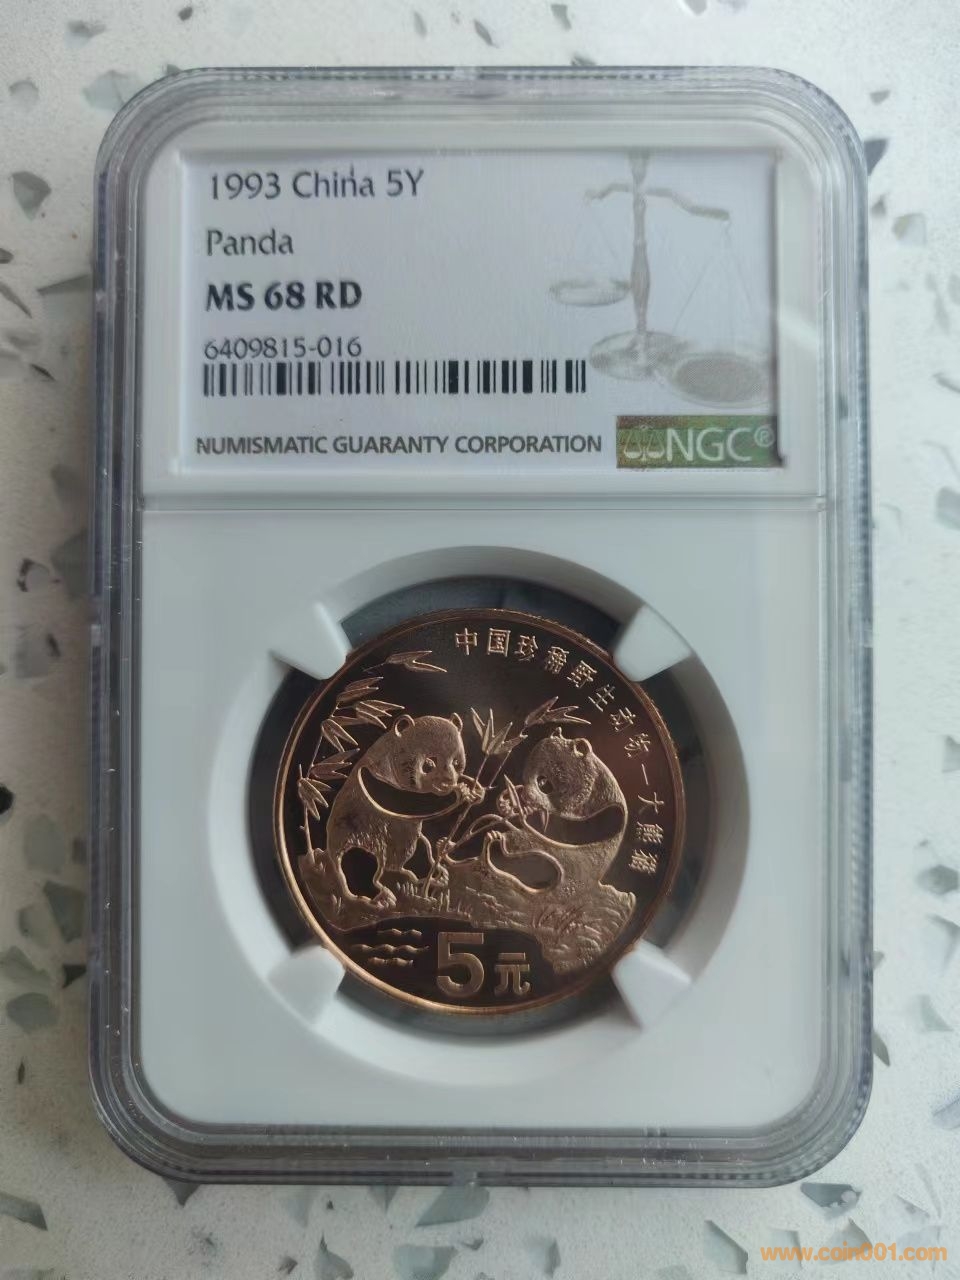 1993 China 5Y
Panda
MS 68 RD
6409815-016
NUMISMATIC GUARANTY CORPORATION
NGC®
中国珍稀野生动物一大熊猫
5元
www.coin001.com